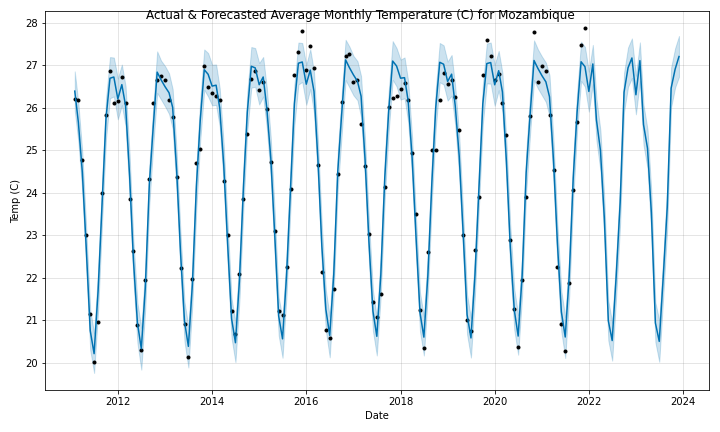 Actual & Forecasted Average Monthly Temperature (C) for Mozambique
28
27
26
25
24
23
22
21
20
Temp (C)
2012 2014 2016 2018 2020 2022 2024
Date